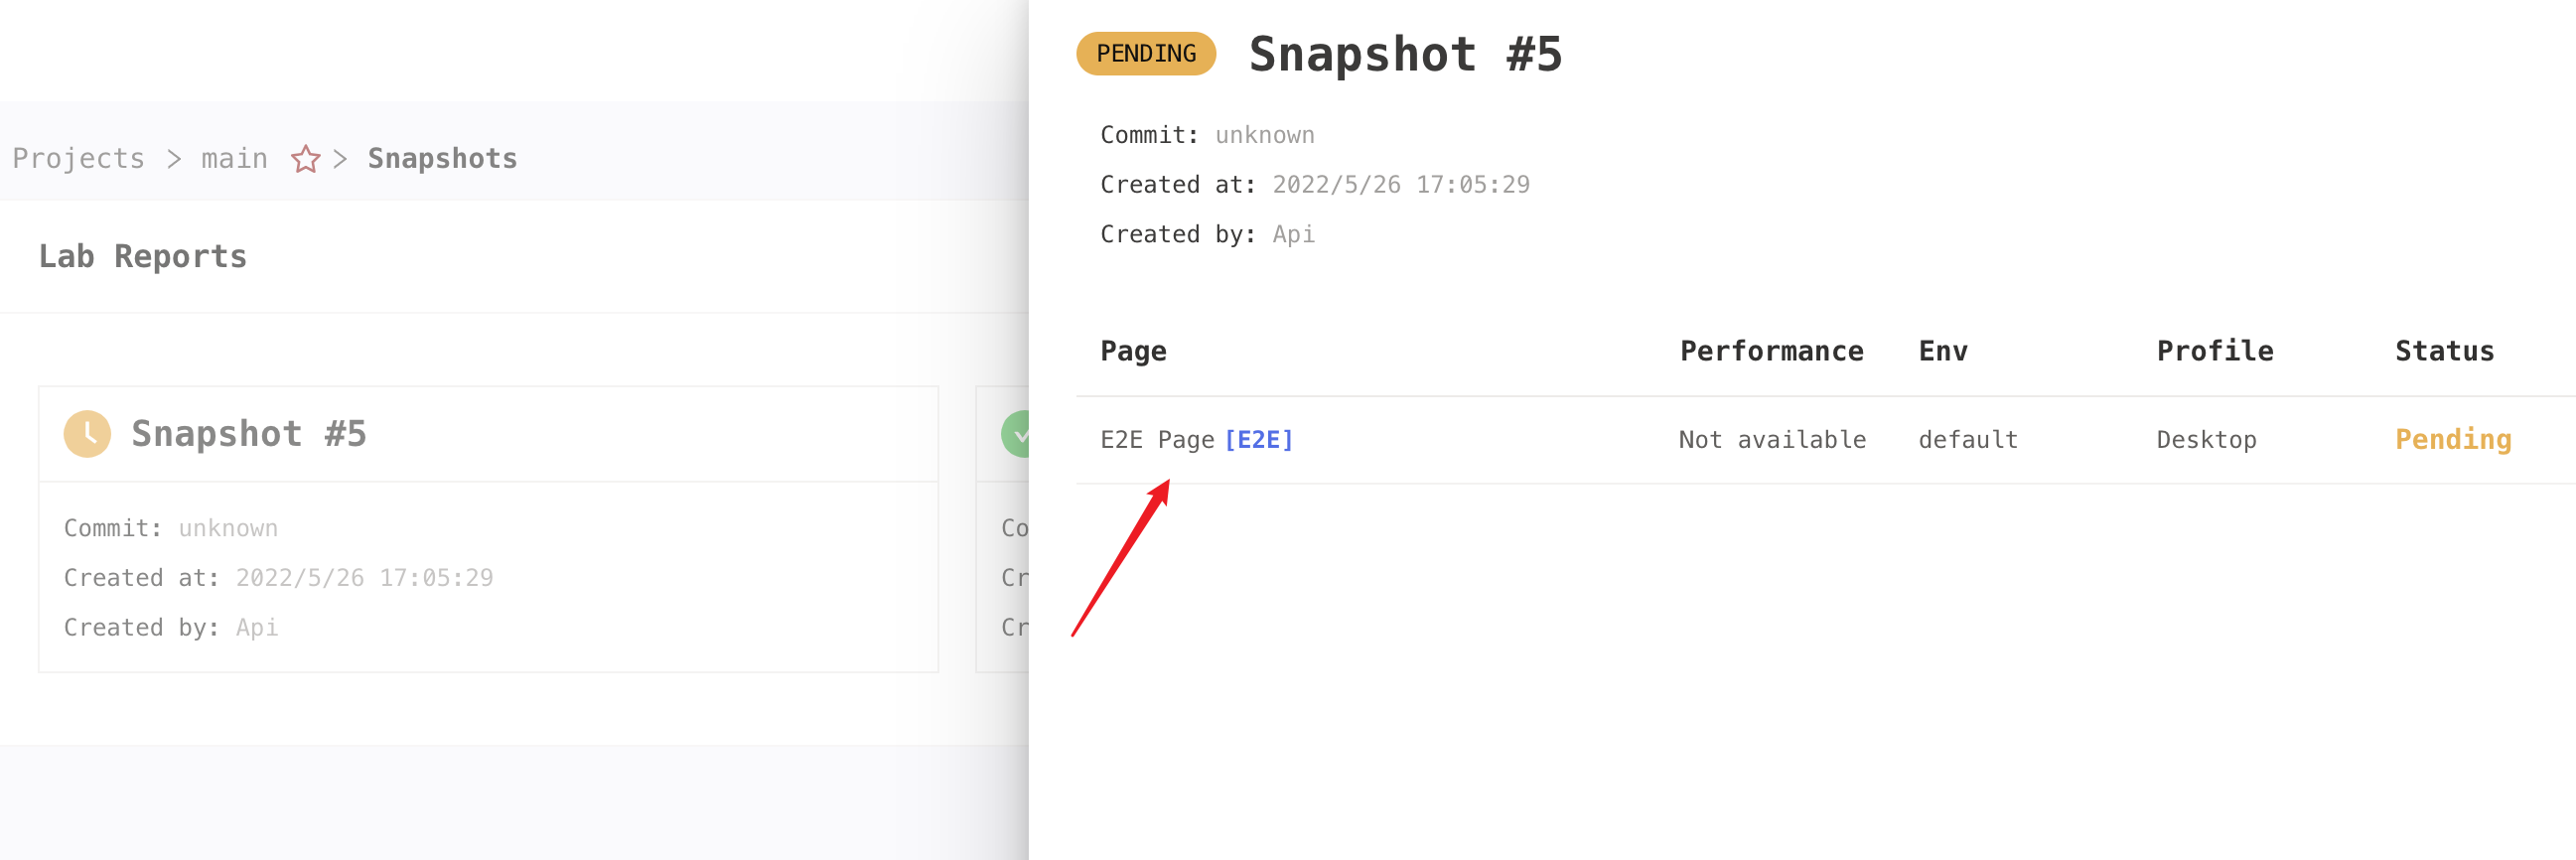 Projects > main > Snapshots
Lab Reports
Snapshot #5
Commit: unknown
Created at: 2022/5/26 17:05:29
Created by: Api
Co
Cr
Cr
PENDING Snapshot #5
Commit: unknown
Created at: 2022/5/26 17:05:29
Created by: Api
Page Performance Env Profile Status
E2E Page [E2E] Not available default Desktop Pending